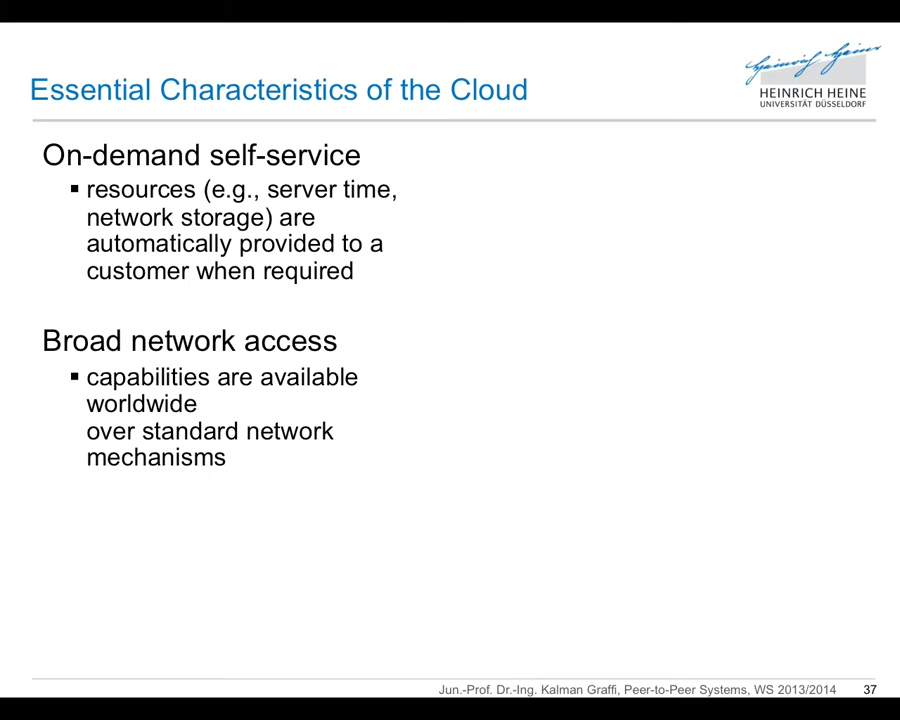 Essential Characteristics of the Cloud
Heinrich Heine
HEINRICH HEINE
UNIVERSITÄT DÜSSELDORF
On-demand self-service
▪ resources (e.g., server time,
network storage) are
automatically provided to a
customer when required
Broad network access
▪ capabilities are available
worldwide
over standard network
mechanisms
Jun.-Prof. Dr.-Ing. Kalman Graffi, Peer-to-Peer Systems, WS 2013/2014 37